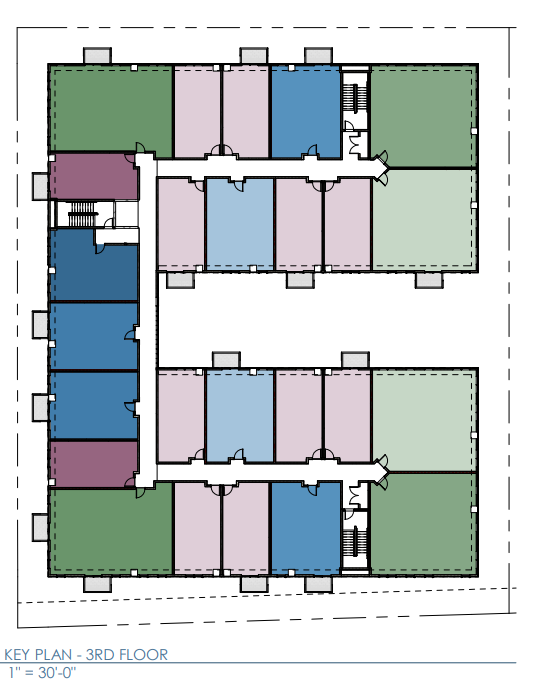 KEY PLAN - 3RD FLOOR
1" = 30'-0"